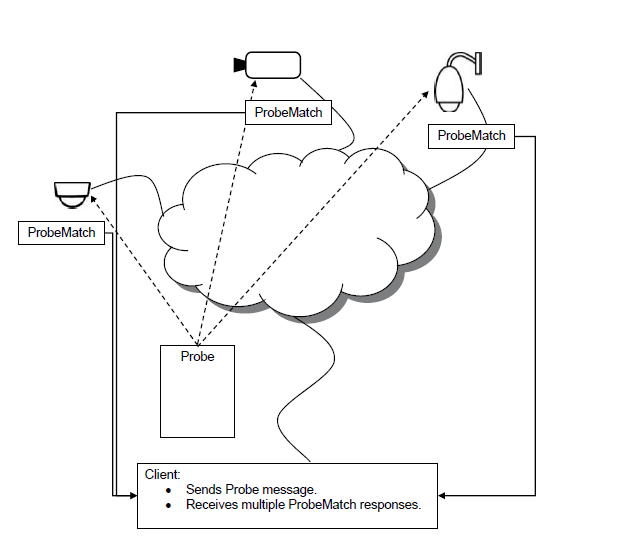 ProbeMatch
ProbeMatch
ProbeMatch
Probe
Client:
• Sends Probe message.
• Receives multiple ProbeMatch responses.